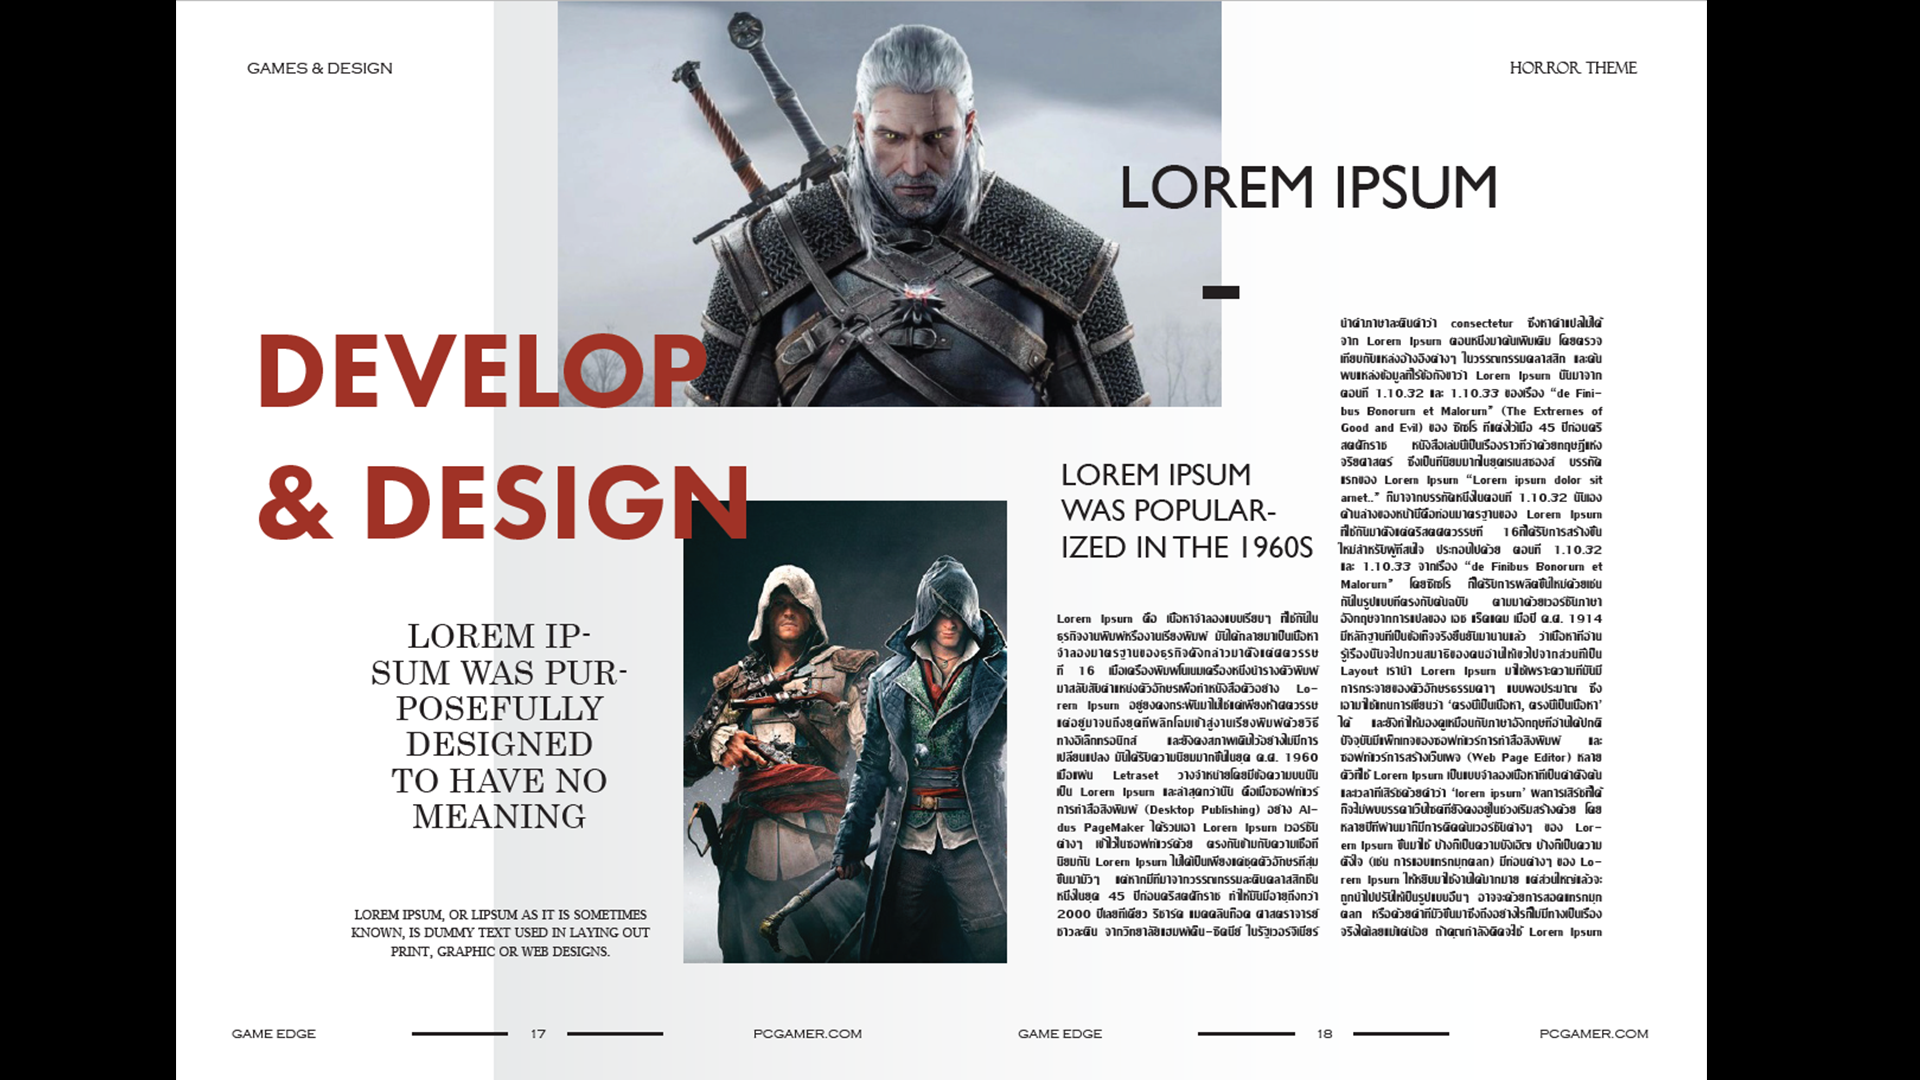 GAMES & DESIGN
HORROR THEME
LOREM IPSUM
DEVELOP
& DESIGN
LOREM IP-
SUM WAS PUR-
POSEFULLY
DESIGNED
TO HAVE NO
MEANING
LOREM IPSUM, OR LIPSUM AS IT IS SOMETIMES
KNOWN, IS DUMMY TEXT USED IN LAYING OUT
PRINT, GRAPHIC OR WEB DESIGNS.
LOREM IPSUM
WAS POPULAR-
IZED IN THE 1960S
Lorem Ipsum คือ เนื้อหาจำลองแบบเรียบๆ ที่ใช้กันใน
ธุรกิจงานพิมพ์หรืองานเรียงพิมพ์ มันได้กลายมาเป็นเนื้อหา
จำลองมาตรฐานของธุรกิจดังกล่าวมาตั้งแต่ศตวรรษ
ที่ 16 เมื่อเครื่องพิมพ์โนเนมเครื่องหนึ่งนำรางตัวพิมพ์
มาสลับสับตำแหน่งตัวอักษรเพื่อทำหนังสือตัวอย่าง Lo-
rem Ipsum อยู่ยงคงกระพันมาไม่ใช่แค่เพียงห้าศตวรรษ
แต่อยู่มาจนถึงยุคที่พลิกโฉมเข้าสู่งานเรียงพิมพ์ด้วยวิธี
ทางอิเล็กทรอนิกส์ และยังคงสภาพเดิมไว้อย่างไม่มีการ
เปลี่ยนแปลง มันได้รับความนิยมมากขึ้นในยุค ค.ศ. 1960
เมื่อแผ่น Letraset วางจำหน่ายโดยมีข้อความบนนั้น
เป็น Lorem Ipsum และล่าสุดกว่านั้น คือเมื่อซอฟท์แวร์
การทำสื่อสิ่งพิมพ์ (Desktop Publishing) อย่าง Al-
dus PageMaker ได้รวมเอา Lorem Ipsum เวอร์ชั่น
ต่างๆ เข้าไว้ในซอฟท์แวร์ด้วย ตรงกันข้ามกับความเชื่อที่
นิยมกัน Lorem Ipsum ไม่ได้เป็นเพียงแค่ชุดตัวอักษรที่สุ่ม
ขึ้นมามั่วๆ แต่หากมีที่มาจากวรรณกรรมละตินคลาสสิกชิ้น
หนึ่งในยุค 45 ปีก่อนคริสตศักราช ทำให้มันมีอายุถึงกว่า
2000 ปีเลยทีเดียว ริชาร์ด แมคคลินท็อค ศาสตราจารย์
ชาวละติน จากวิทยาลัยแฮมพ์เด็น-ซิดนีย์ ในรัฐเวอร์จิเนียร์
นำคำภาษาละตินคำว่า consectetur ซึ่งหาคำแปลไม่ได้
จาก Lorem Ipsum ตอนหนึ่งมาค้นเพิ่มเติม โดยตรวจ
เทียบกับแหล่งอ้างอิงต่างๆ ในวรรณกรรมคลาสสิก และค้น
พบแหล่งข้อมูลที่ไร้ข้อกังขาว่า Lorem Ipsum นั้นมาจาก
ตอนที่ 1.10.32 และ 1.10.33 ของเรื่อง “de Fini-
bus Bonorum et Malorum” (The Extremes of
Good and Evil) ของ ซิเซโร ที่แต่งไว้เมื่อ 45 ปีก่อนคริ
สตศักราช หนังสือเล่มนี้เป็นเรื่องราวที่ว่าด้วยทฤษฎีแห่ง
จริยศาสตร์ ซึ่งเป็นที่นิยมมากในยุคเรเนสซองส์ บรรทัด
แรกของ Lorem Ipsum “Lorem ipsum dolor sit
amet..” ก็มาจากบรรทัดหนึ่งในตอนที่ 1.10.32 นั่นเอง
ด้านล่างของหน้านี้คือท่อนมาตรฐานของ Lorem Ipsum
ที่ใช้กันมาตั้งแต่คริสตศตวรรษที่ 16ที่ได้รับการสร้างขึ้น
ใหม่สำหรับผู้ที่สนใจ ประกอบไปด้วย ตอนที่ 1.10.32
และ 1.10.33 จากเรื่อง “de Finibus Bonorum et
Malorum” โดยซิเซโร ก็ได้รับการผลิตขึ้นใหม่ด้วยเช่น
กันในรูปแบบที่ตรงกับต้นฉบับ ตามมาด้วยเวอร์ชั่นภาษา
อังกฤษจากการแปลของ เอช แร็คแคม เมื่อปี ค.ศ. 1914
มีหลักฐานที่เป็นข้อเท็จจริงยืนยันมานานแล้ว ว่าเนื้อหาที่อ่าน
รู้เรื่องนั้นจะไปกวนสมาธิของคนอ่านให้เขวไปจากส่วนที่เป็น
Layout เรานำ Lorem Ipsum มาใช้เพราะความที่มันมี
การกระจายของตัวอักษรธรรมดาๆ แบบพอประมาณ ซึ่ง
เอามาใช้แทนการเขียนว่า ‘ตรงนี้เป็นเนื้อหา, ตรงนี้เป็นเนื้อหา’
ได้ และยังทำให้มองดูเหมือนกับภาษาอังกฤษที่อ่านได้ปกติ
ปัจจุบันมีแพ็กเกจของซอฟท์แวร์การทำสื่อสิ่งพิมพ์ และ
ซอฟท์แวร์การสร้างเว็บเพจ (Web Page Editor) หลาย
ตัวที่ใช้ Lorem Ipsum เป็นแบบจำลองเนื้อหาที่เป็นค่าตั้งต้น
และเวลาที่เสิร์ชด้วยคำว่า ‘lorem ipsum’ ผลการเสิร์ชที่ได้
ก็จะไม่พบบรรดาเว็บไซต์ที่ยังคงอยู่ในช่วงเริ่มสร้างด้วย โดย
หลายปีที่ผ่านมาก็มีการคิดค้นเวอร์ชั่นต่างๆ ของ Lor-
em Ipsum ขึ้นมาใช้ บ้างก็เป็นความบังเอิญ บ้างก็เป็นความ
ตั้งใจ (เช่น การแอบแทรกมุกตลก) มีท่อนต่างๆ ของ Lo-
rem Ipsum ให้หยิบมาใช้งานได้มากมาย แต่ส่วนใหญ่แล้วจะ
ถูกนำไปปรับให้เป็นรูปแบบอื่นๆ อาจจะด้วยการสอดแทรกมุก
ตลก หรือด้วยคำที่มั่วขึ้นมาซึ่งถึงอย่างไรก็ไม่มีทางเป็นเรื่อง
จริงได้เลยแม้แต่น้อย ถ้าคุณกำลังคิดจะใช้ Lorem Ipsum
GAME EDGE
17
PCGAMER.COM
GAME EDGE
18
PCGAMER.COM